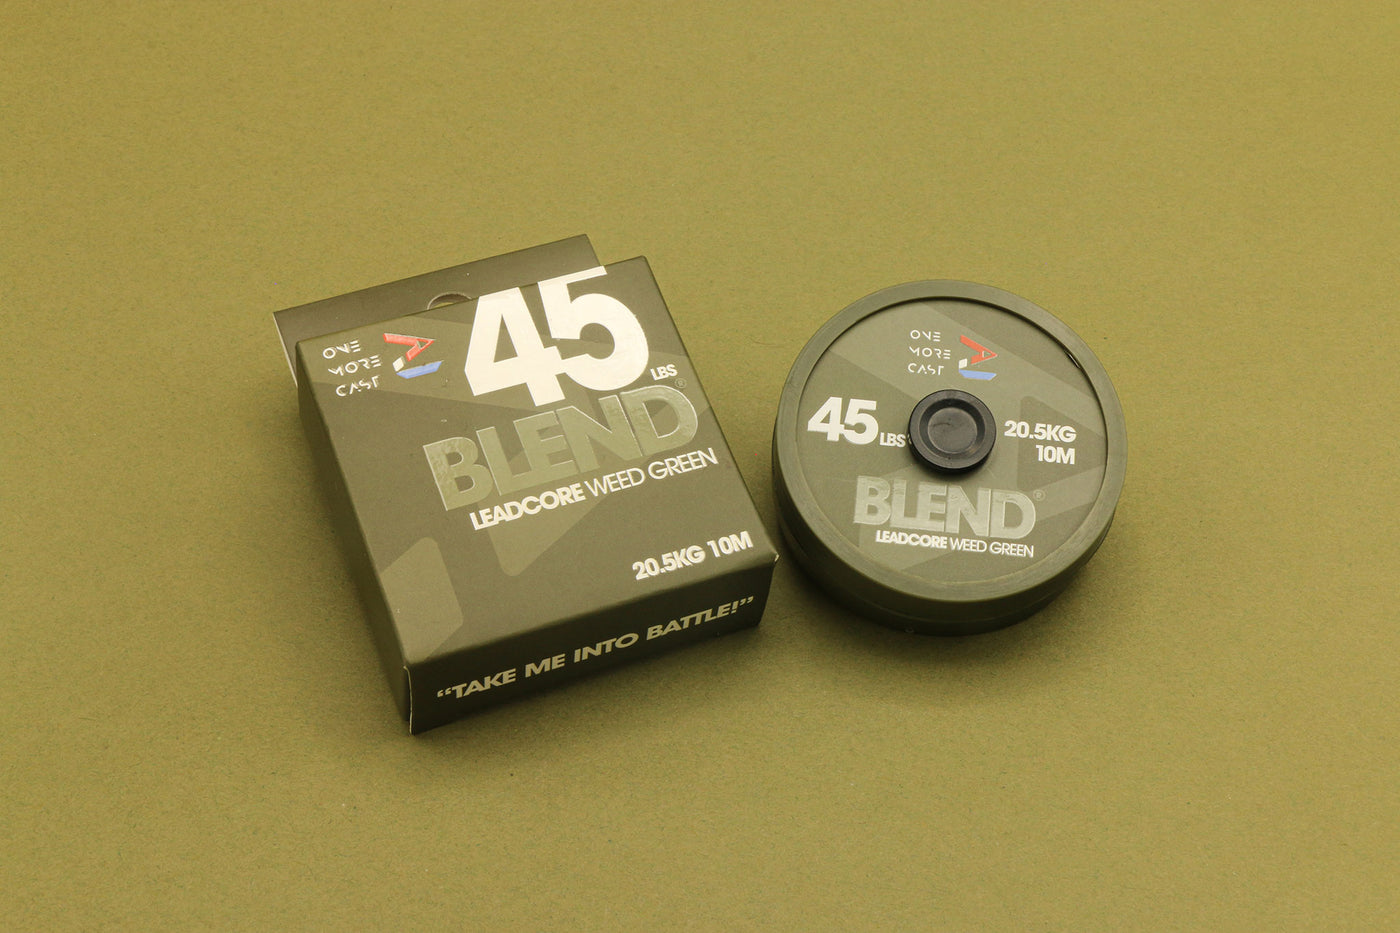 ONE
MORE
CAST
45
LBS
BLEND®
LEADCORE WEED GREEN
20.5KG 10M
“TAKE ME INTO BATTLE!”
ONE
MORE
CAST
45 LBS
20.5KG
10M
BLEND®
LEADCORE WEED GREEN